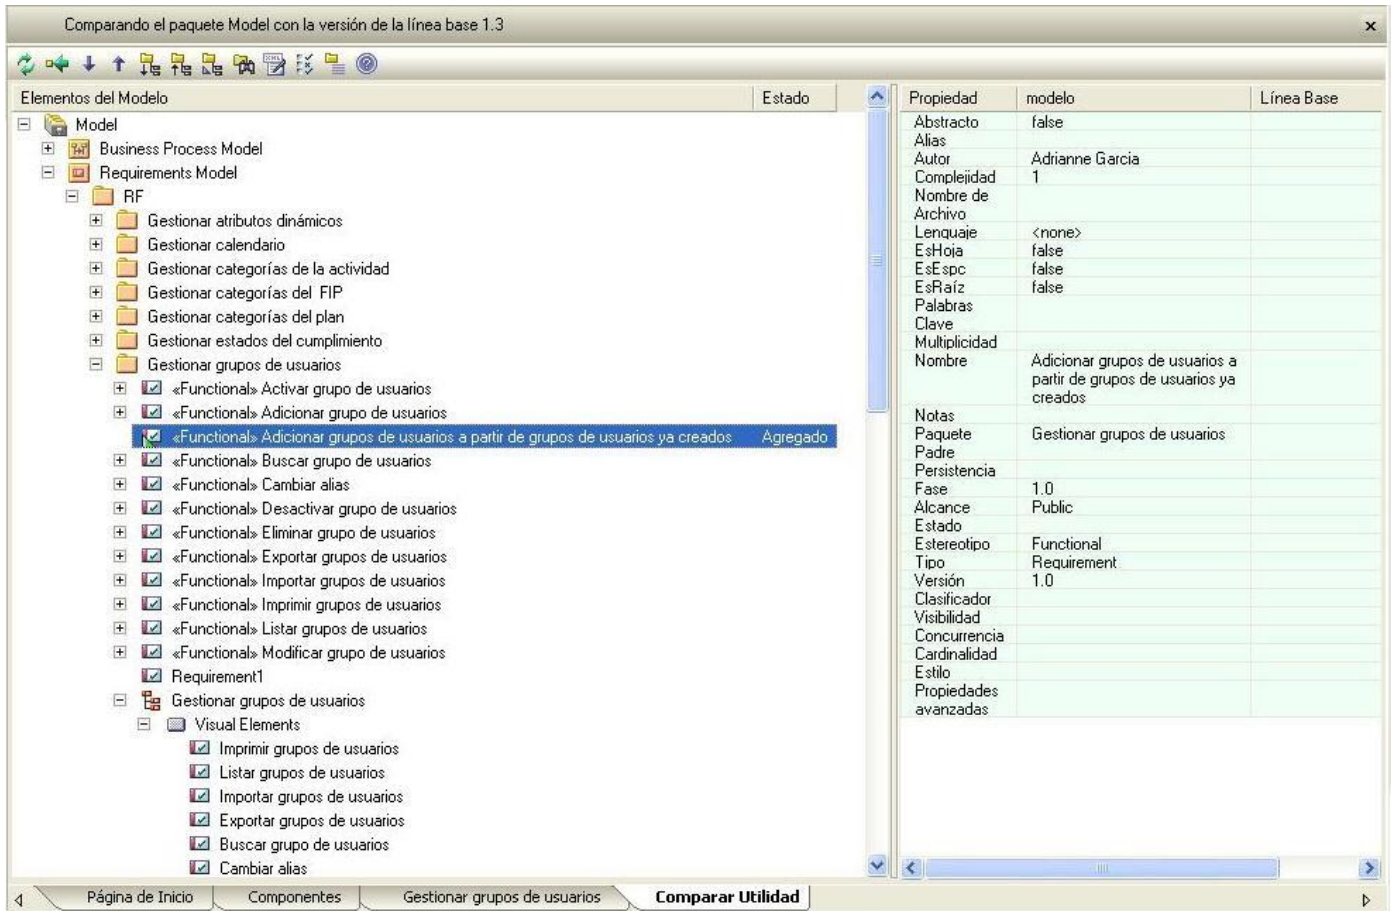 Comparando el paquete Model con la versión de la línea base 1.3
Elementos del Modelo Estado
Model
Business Process Model
Requirements Model
RF
Gestionar atributos dinámicos
Gestionar calendario
Gestionar categorías de la actividad
Gestionar categorías del FIP
Gestionar categorías del plan
Gestionar estados del cumplimiento
Gestionar grupos de usuarios
«Functional» Activar grupo de usuarios
«Functional» Adicionar grupo de usuarios
«Functional» Adicionar grupos de usuarios a partir de grupos de usuarios ya creados Agregado
«Functional» Buscar grupo de usuarios
«Functional» Cambiar alias
«Functional» Desactivar grupo de usuarios
«Functional» Eliminar grupo de usuarios
«Functional» Exportar grupos de usuarios
«Functional» Importar grupos de usuarios
«Functional» Imprimir grupos de usuarios
«Functional» Listar grupos de usuarios
«Functional» Modificar grupo de usuarios
Requirement1
Gestionar grupos de usuarios
Visual Elements
Imprimir grupos de usuarios
Listar grupos de usuarios
Importar grupos de usuarios
Exportar grupos de usuarios
Buscar grupo de usuarios
Cambiar alias
Propiedad modelo Línea Base
Abstracto false
Alias
Autor Adrianne Garcia
Complejidad 1
Nombre de
Archivo
Lenguaje <none>
EsHoja false
EsEspc false
EsRaíz false
Palabras
Clave
Multiplicidad
Nombre Adicionar grupos de usuarios a
partir de grupos de usuarios ya
creados
Notas
Paquete Gestionar grupos de usuarios
Padre
Persistencia
Fase 1.0
Alcance Public
Estado
Estereotipo Functional
Tipo Requirement
Versión 1.0
Clasificador
Visibilidad
Concurrencia
Cardinalidad
Estilo
Propiedades
avanzadas
Página de Inicio Componentes Gestionar grupos de usuarios Comparar Utilidad